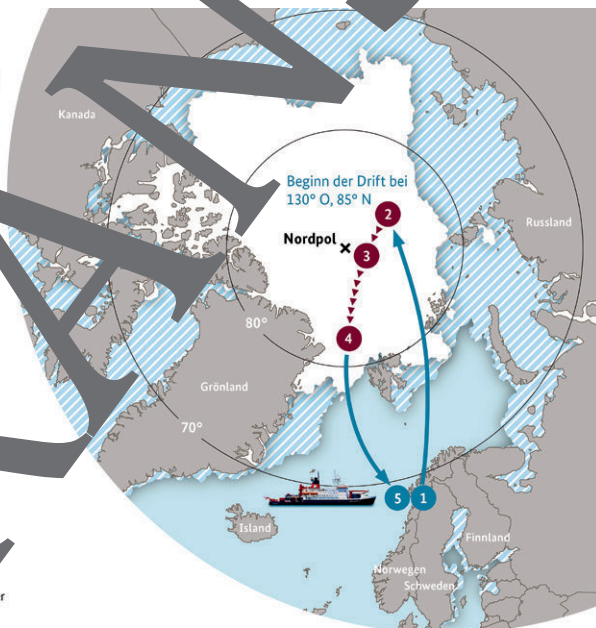 Kanada
Beginn der Drift bei
130° O, 85° N
2
Russland
Nordpol
3
80°
4
Grönland
70°
5
1
Island
Finnland
Norwegen
Schweden
er